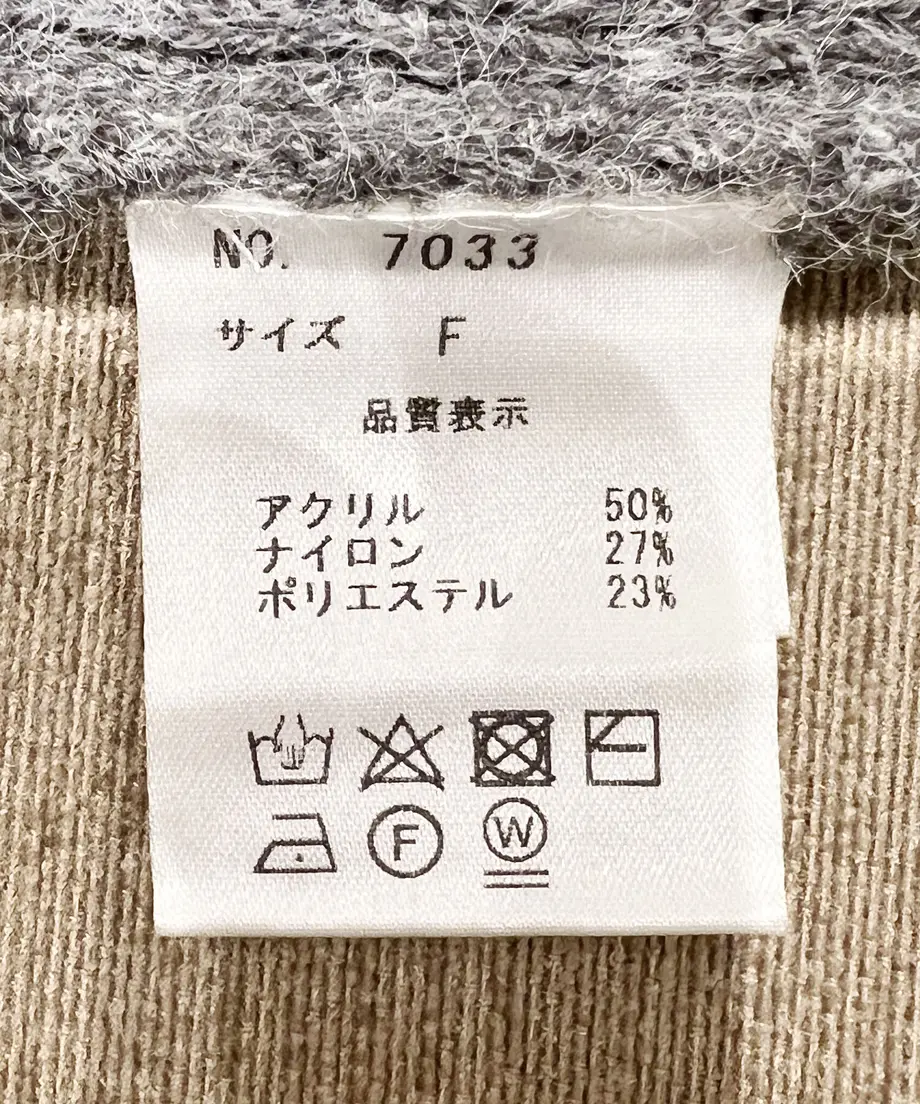 NO. 7033
サイズ F
品質表示
アクリル 50%
ナイロン 27%
ポリエステル 23%
F W